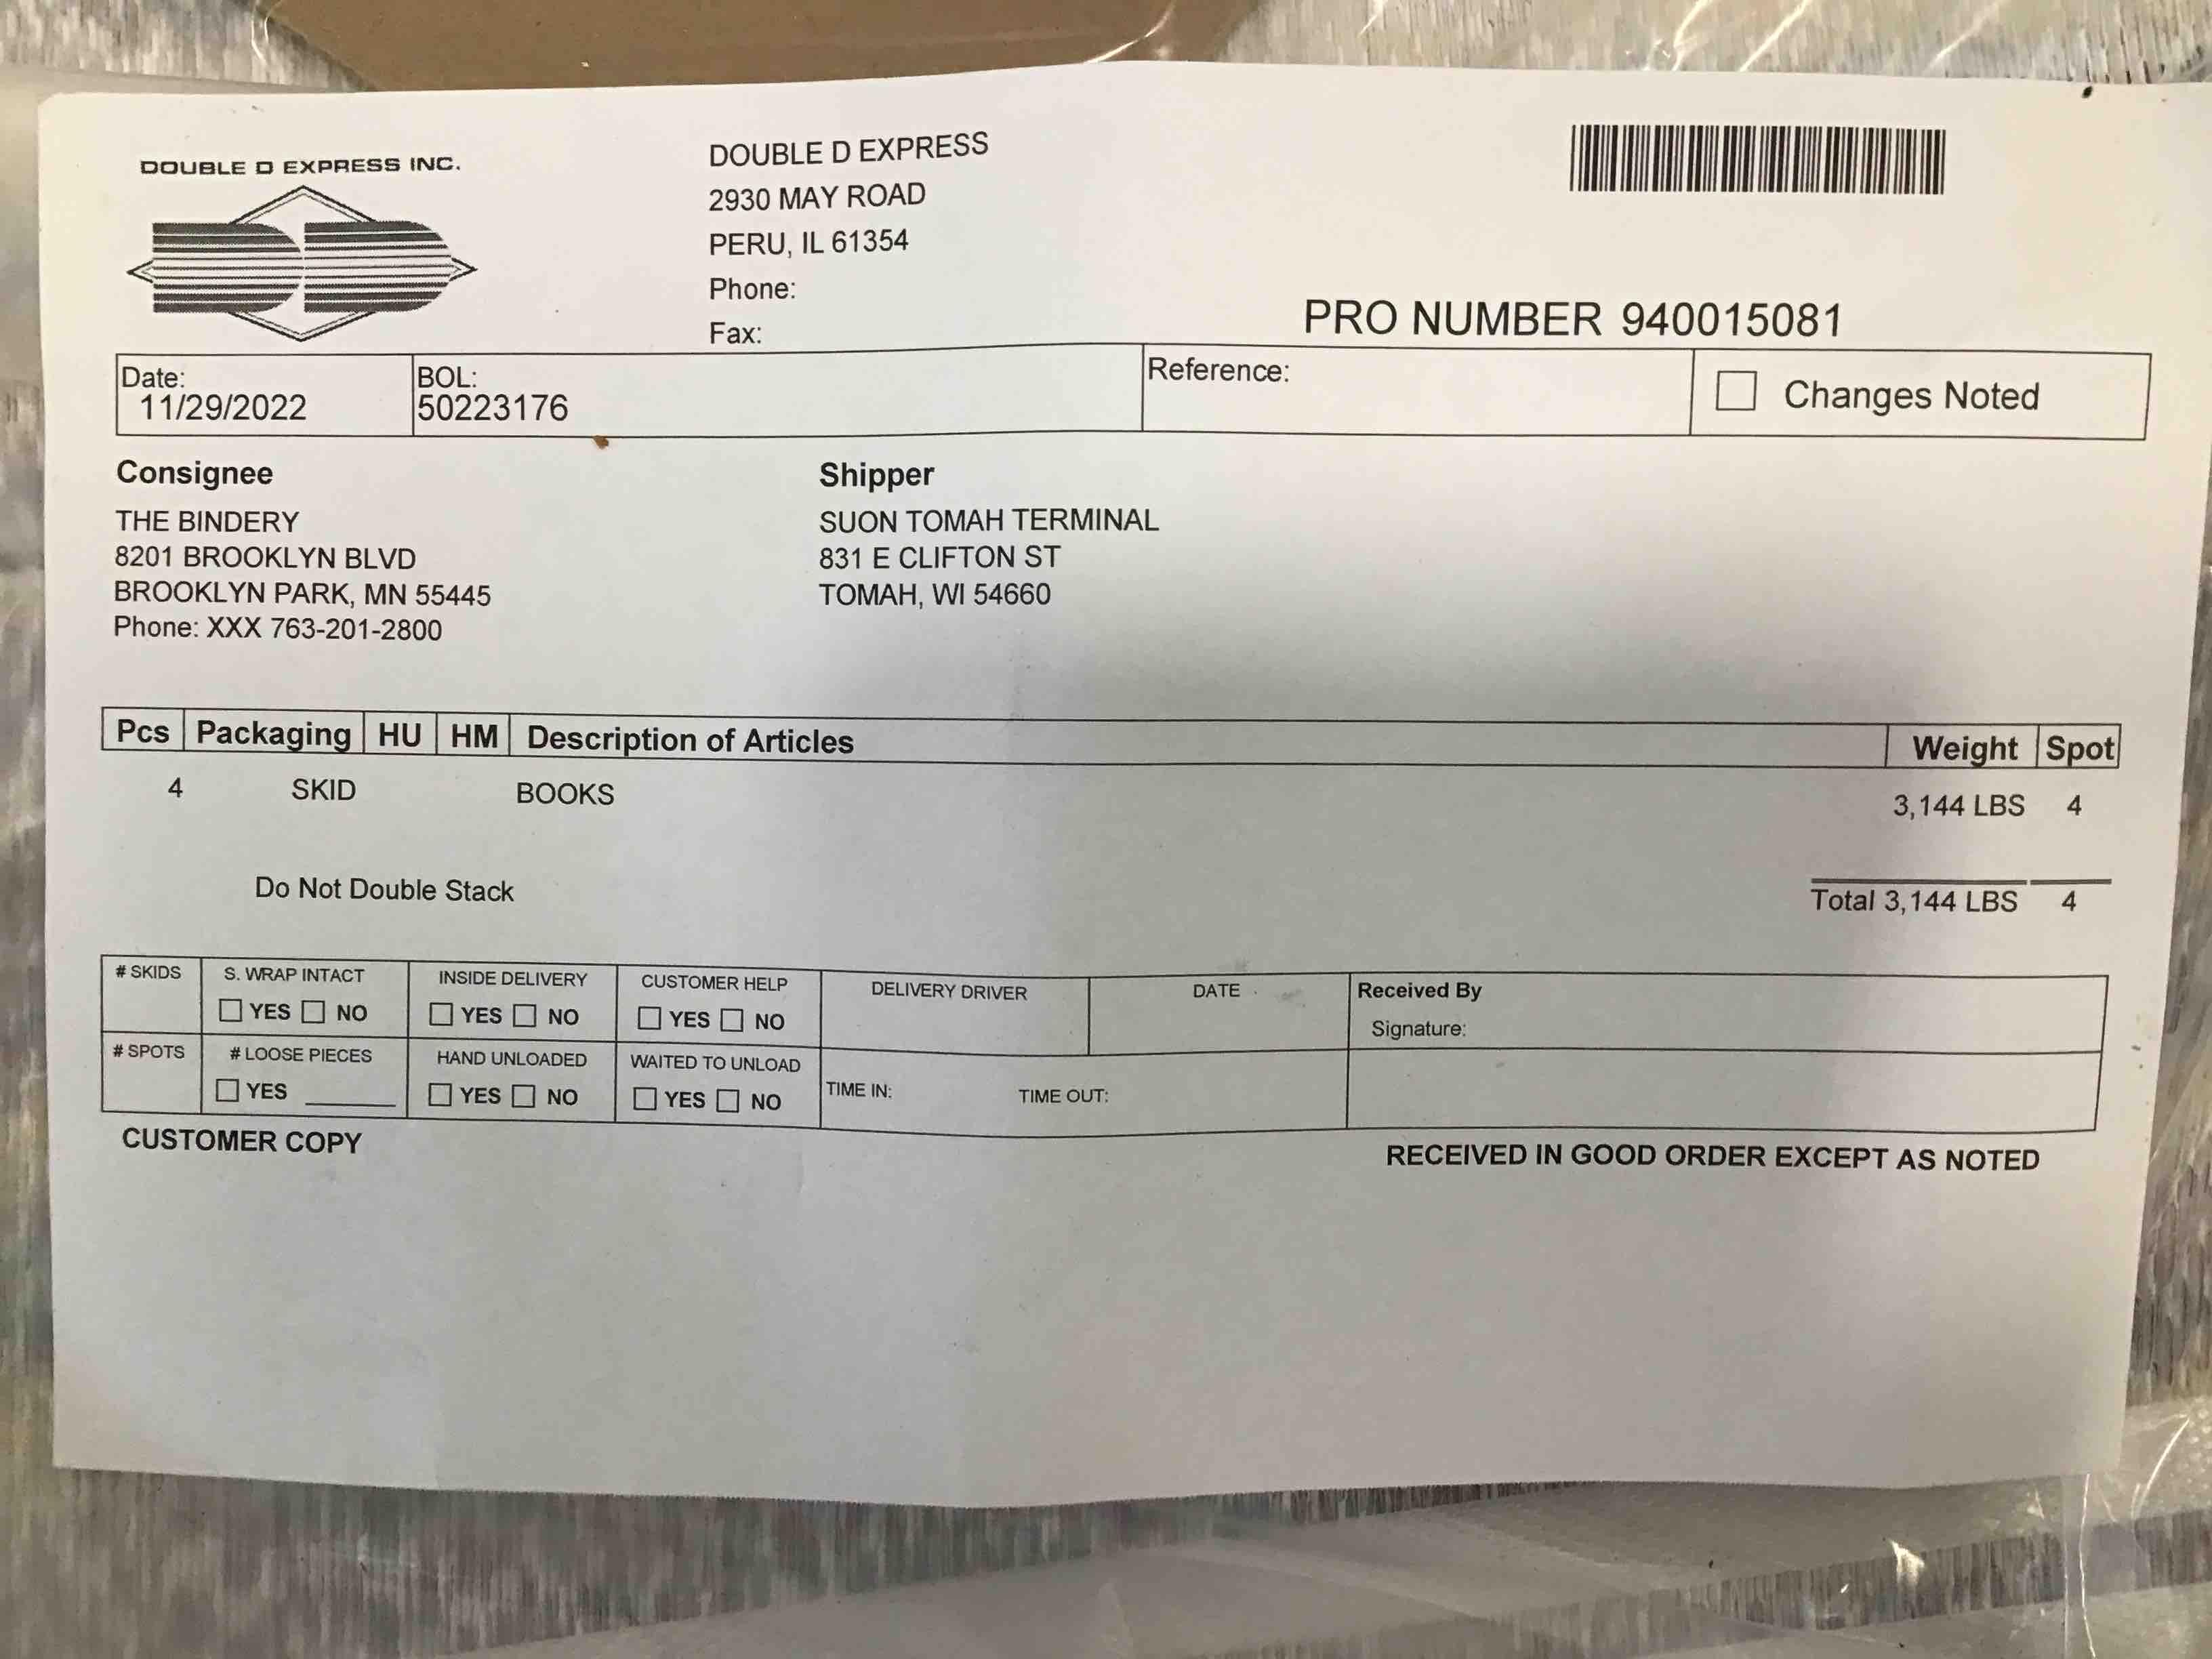 DOUBLE D EXPRESS INC.
DOUBLE D EXPRESS
2930 MAY ROAD
PERU, IL 61354
Phone:
Fax:
PRO NUMBER 940015081
Date:
11/29/2022
BOL:
50223176
Reference:
Changes Noted
Consignee
THE BINDERY
8201 BROOKLYN BLVD
BROOKLYN PARK, MN 55445
Phone: XXX 763-201-2800
Shipper
SUON TOMAH TERMINAL
831 E CLIFTON ST
TOMAH, WI 54660
Pcs Packaging HU HM Description of Articles Weight Spot
4 SKID BOOKS 3,144 LBS 4
Do Not Double Stack
Total 3,144 LBS 4
# SKIDS
S. WRAP INTACT
YES NO
INSIDE DELIVERY
YES NO
CUSTOMER HELP
YES NO
DELIVERY DRIVER
DATE
Received By
Signature:
# SPOTS
# LOOSE PIECES
YES
HAND UNLOADED
YES NO
WAITED TO UNLOAD
YES NO
TIME IN: TIME OUT:
CUSTOMER COPY
RECEIVED IN GOOD ORDER EXCEPT AS NOTED